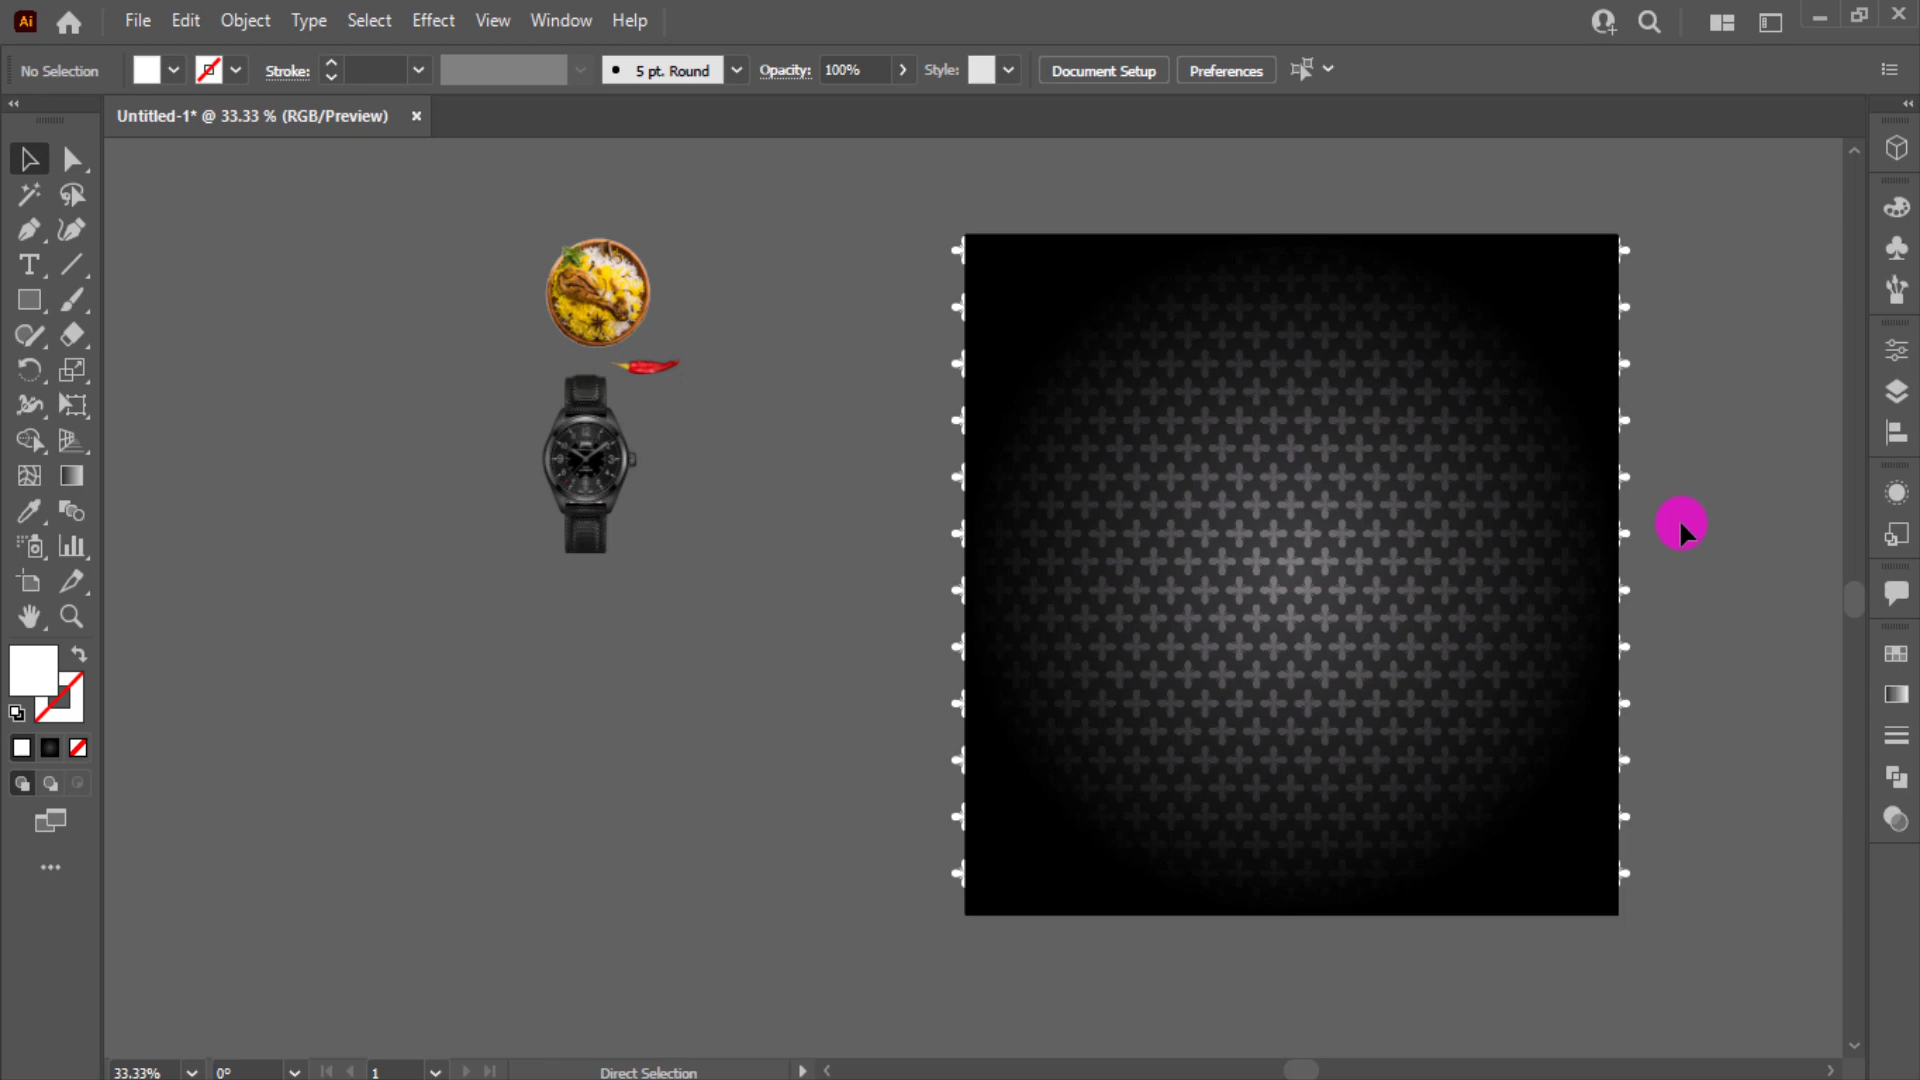 Ai File Edit Object Type Select Effect View Window Help
No Selection Stroke: 5 pt. Round Opacity: 100% Style: Document Setup Preferences
Untitled-1* @ 33.33 % (RGB/Preview) ×
33.33% 0° 1 Direct Selection